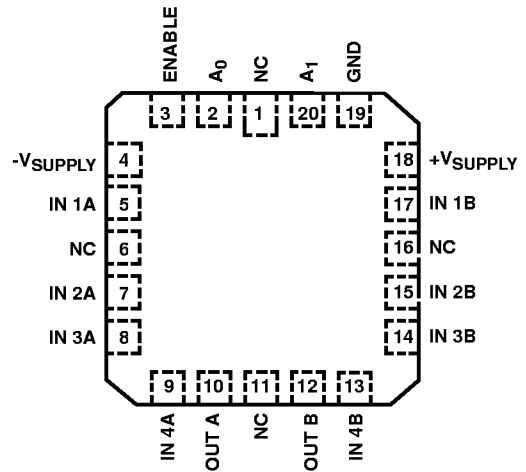 ENABLE A0 NC A1 GND
3 2 1 20 19
-VSUPPLY 4 18 +VSUPPLY
IN 1A 5 17 IN 1B
NC 6 16 NC
IN 2A 7 15 IN 2B
IN 3A 8 14 IN 3B
9 10 11 12 13
IN 4A OUT A NC OUT B IN 4B